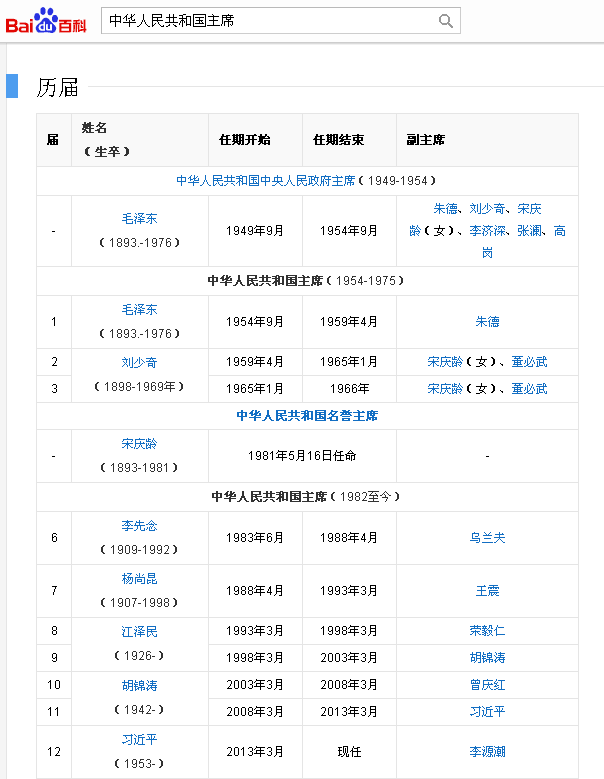 Bai du 百科
中华人民共和国主席
历届
届 姓名 任期开始 任期结束 副主席
（生卒）
中华人民共和国中央人民政府主席（1949-1954）
- 毛泽东 1949年9月 1954年9月 朱德、刘少奇、宋庆
（1893.-1976） 龄（女）、李济深、张澜、高
岗
中华人民共和国主席（1954-1975）
1 毛泽东 1954年9月 1959年4月 朱德
（1893.-1976）
2 刘少奇 1959年4月 1965年1月 宋庆龄（女）、董必武
（1898-1969年）
3 1965年1月 1966年 宋庆龄（女）、董必武
中华人民共和国名誉主席
- 宋庆龄 1981年5月16日任命 -
（1893-1981）
中华人民共和国主席（1982至今）
6 李先念 1983年6月 1988年4月 乌兰夫
（1909-1992）
7 杨尚昆 1988年4月 1993年3月 王震
（1907-1998）
8 江泽民 1993年3月 1998年3月 荣毅仁
（1926-）
9 1998年3月 2003年3月 胡锦涛
10 胡锦涛 2003年3月 2008年3月 曾庆红
（1942-）
11 2008年3月 2013年3月 习近平
12 习近平 2013年3月 现任 李源潮
（1953-）